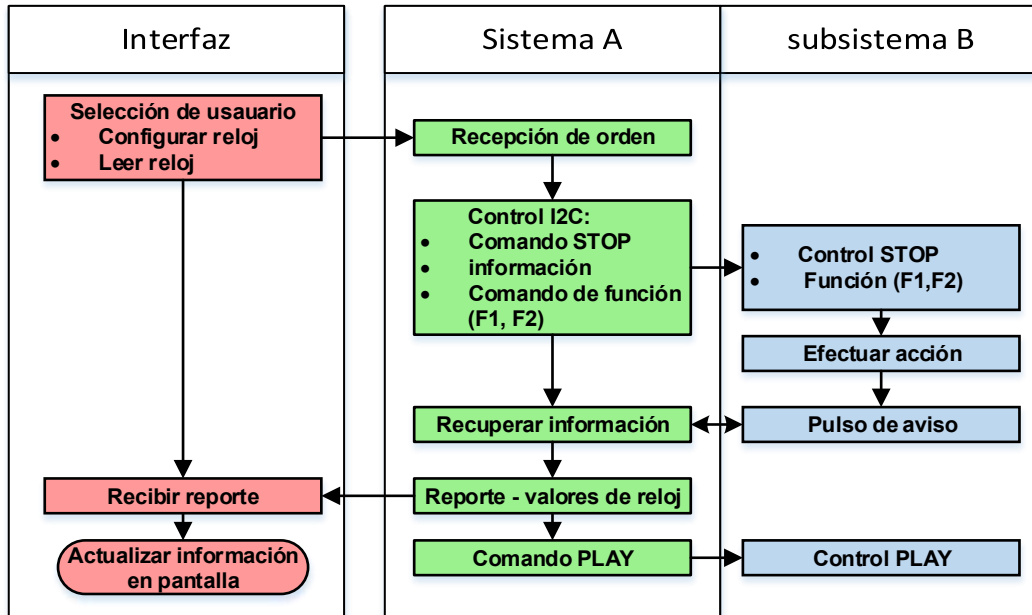 Interfaz
Sistema A
subsistema B
Selección de usauario
• Configurar reloj
• Leer reloj
Recepción de orden
Control I2C:
• Comando STOP
• información
• Comando de función
(F1, F2)
• Control STOP
• Función (F1,F2)
Efectuar acción
Recuperar información
Pulso de aviso
Recibir reporte
Reporte - valores de reloj
Actualizar información
en pantalla
Comando PLAY
Control PLAY